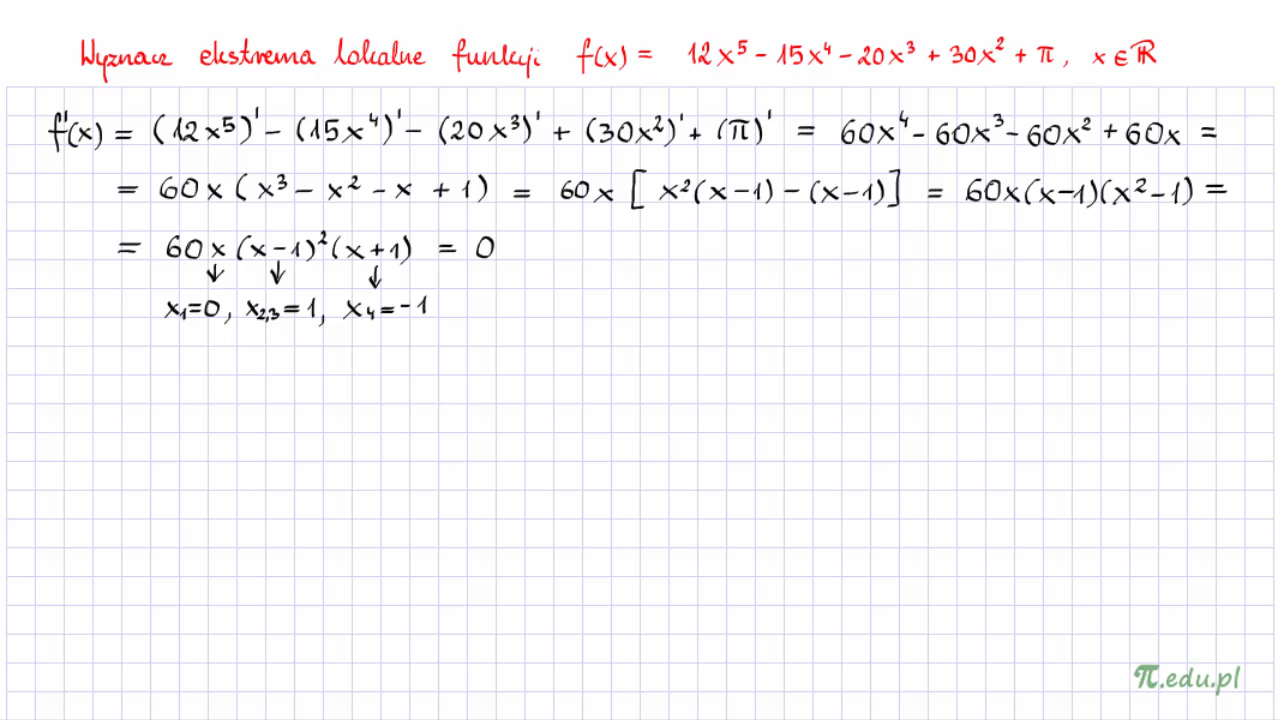 Wyznacz ekstrema lokalne funkcji f(x) = 12x⁵ - 15x⁴ - 20x³ + 30x² + π, x ∈ ℝ
f'(x) = (12x⁵)' - (15x⁴)' - (20x³)' + (30x²)' + (π)' = 60x⁴ - 60x³ - 60x² + 60x =
= 60x(x³ - x² - x + 1) = 60x[x²(x-1) - (x-1)] = 60x(x-1)(x²-1) =
= 60x(x-1)²(x+1) = 0
↓ ↓ ↓
x₁=0, x₂,₃=1, x₄=-1
π.edu.pl